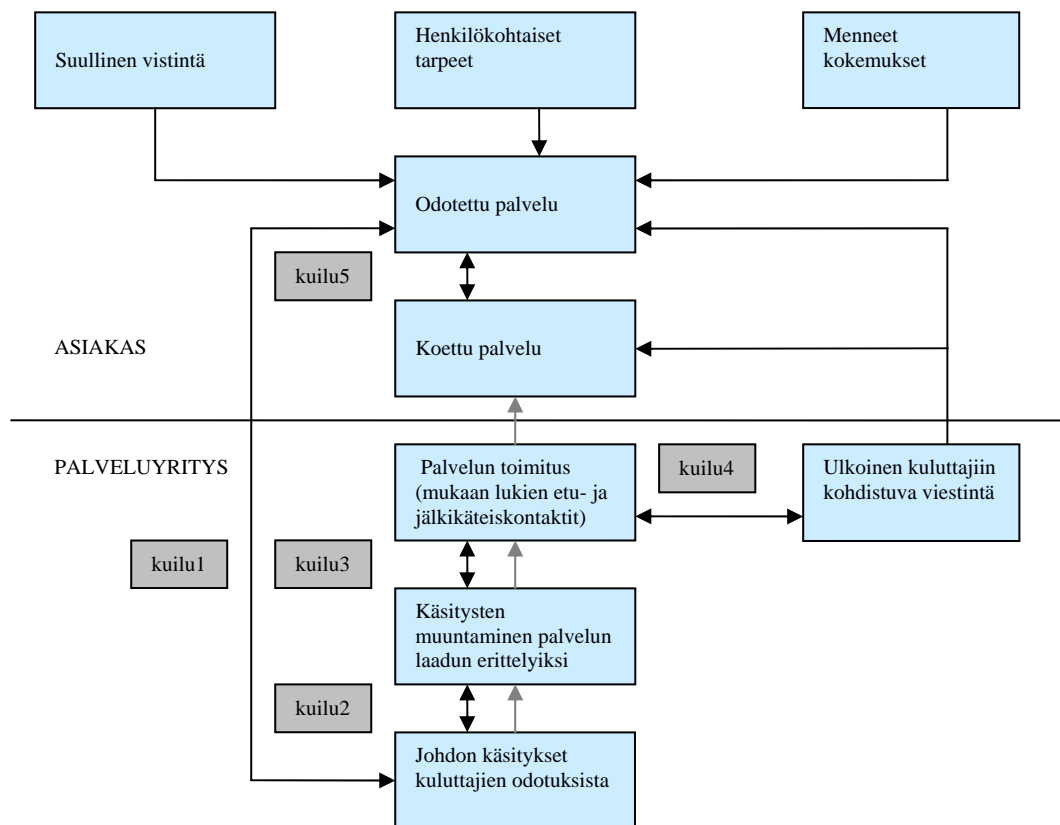 Suullinen vistintä
Henkilökohtaiset
tarpeet
Menneet
kokemukset
Odotettu palvelu
kuilu5
ASIAKAS
Koettu palvelu
PALVELUYRITYS
Palvelun toimitus
(mukaan lukien etu- ja
jälkikäteiskontaktit)
kuilu4
Ulkoinen kuluttajiin
kohdistuva viestintä
kuilu1
kuilu3
Käsitysten
muuntaminen palvelun
laadun erittelyiksi
kuilu2
Johdon käsitykset
kuluttajien odotuksista